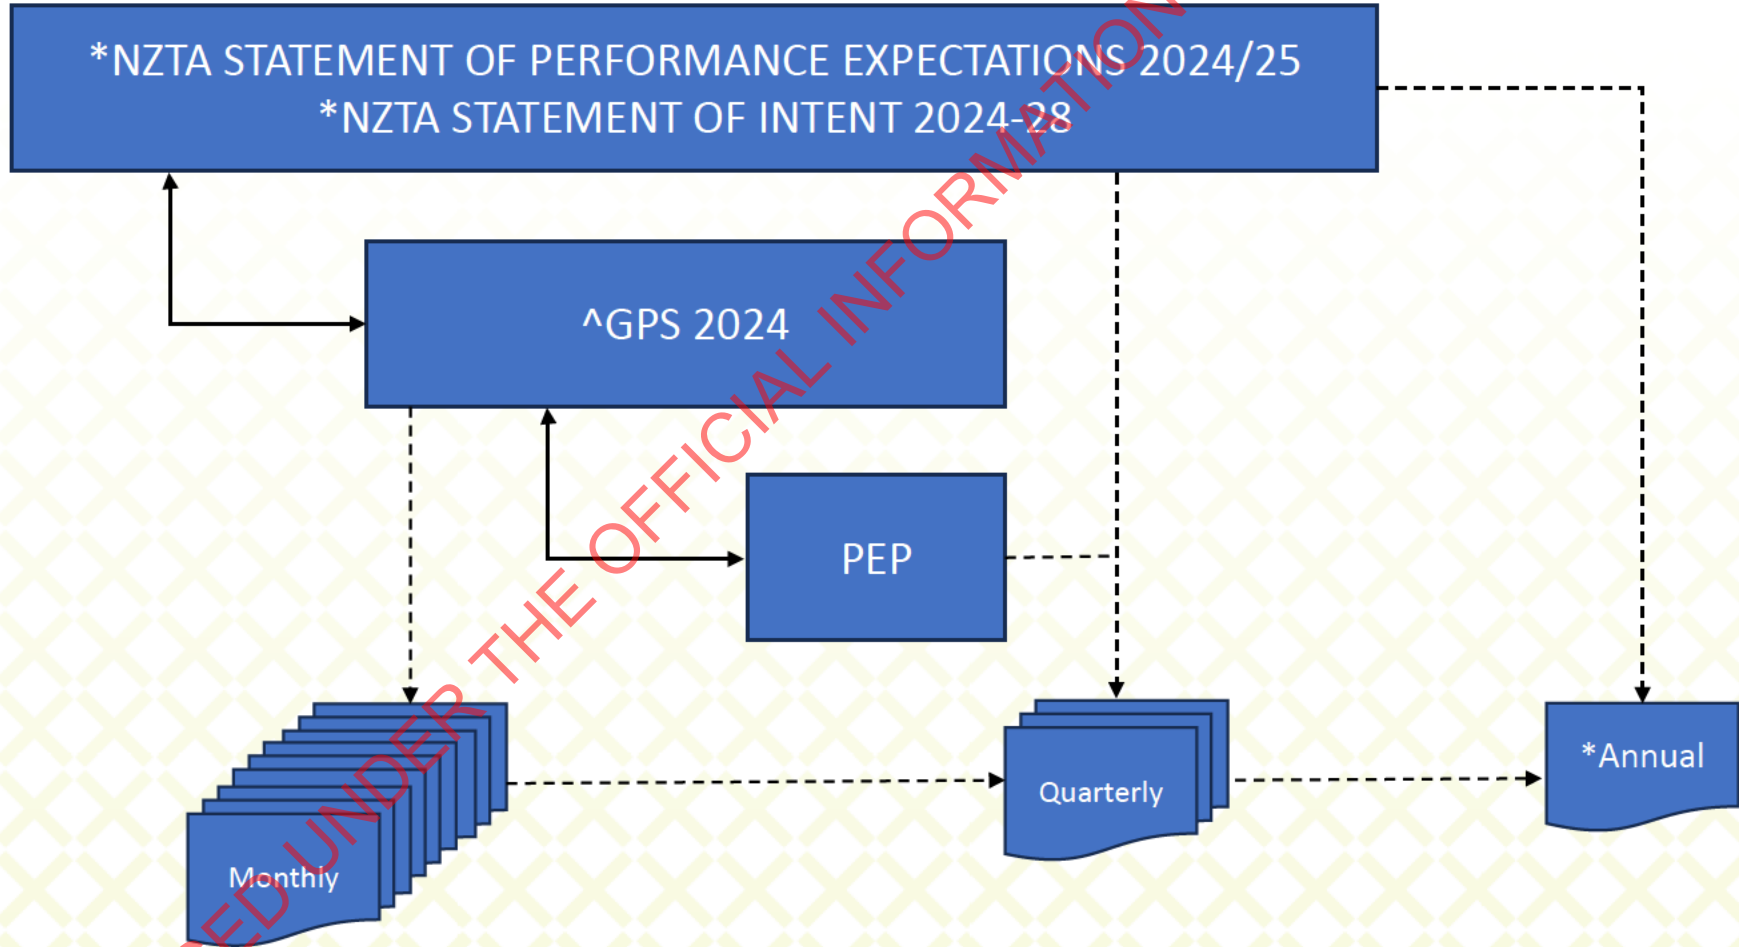 *NZTA STATEMENT OF PERFORMANCE EXPECTATIONS 2024/25
*NZTA STATEMENT OF INTENT 2024-28
^GPS 2024
PEP
Monthly
Quarterly
*Annual
UNDER THE OFFICIAL INFORMATION